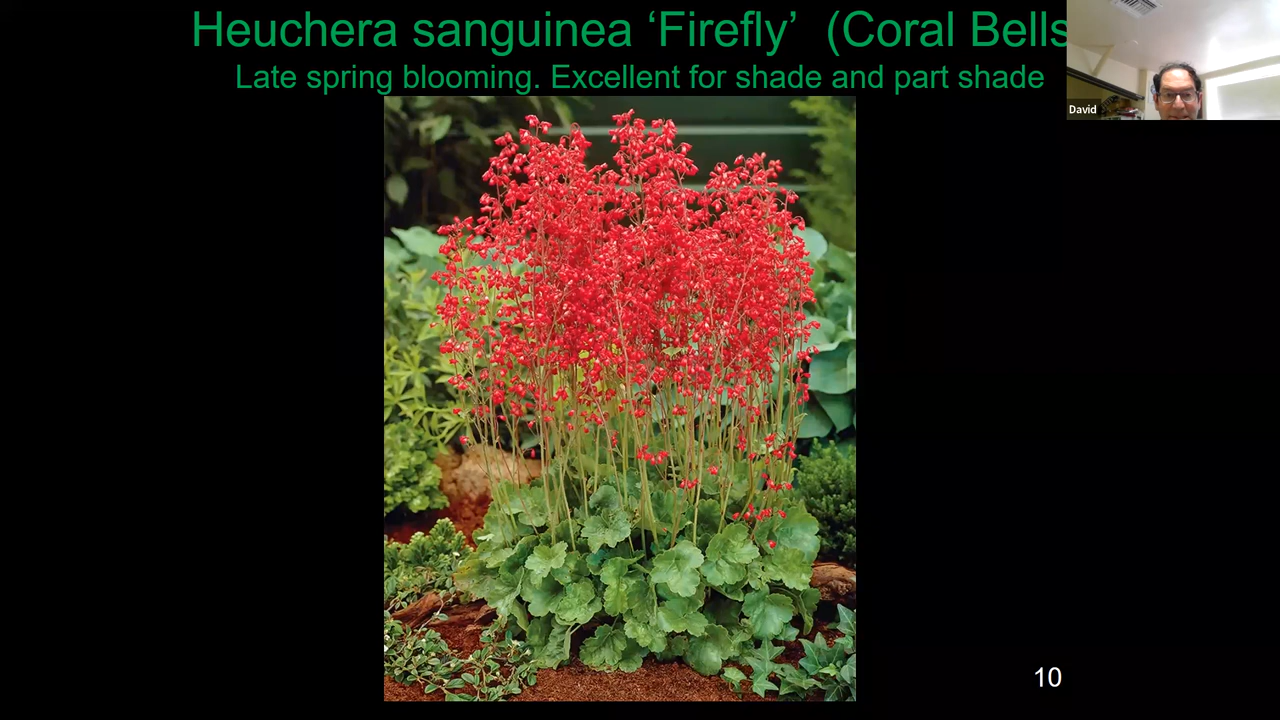 Heuchera sanguinea ‘Firefly’ (Coral Bells
Late spring blooming. Excellent for shade and part shade
David
10